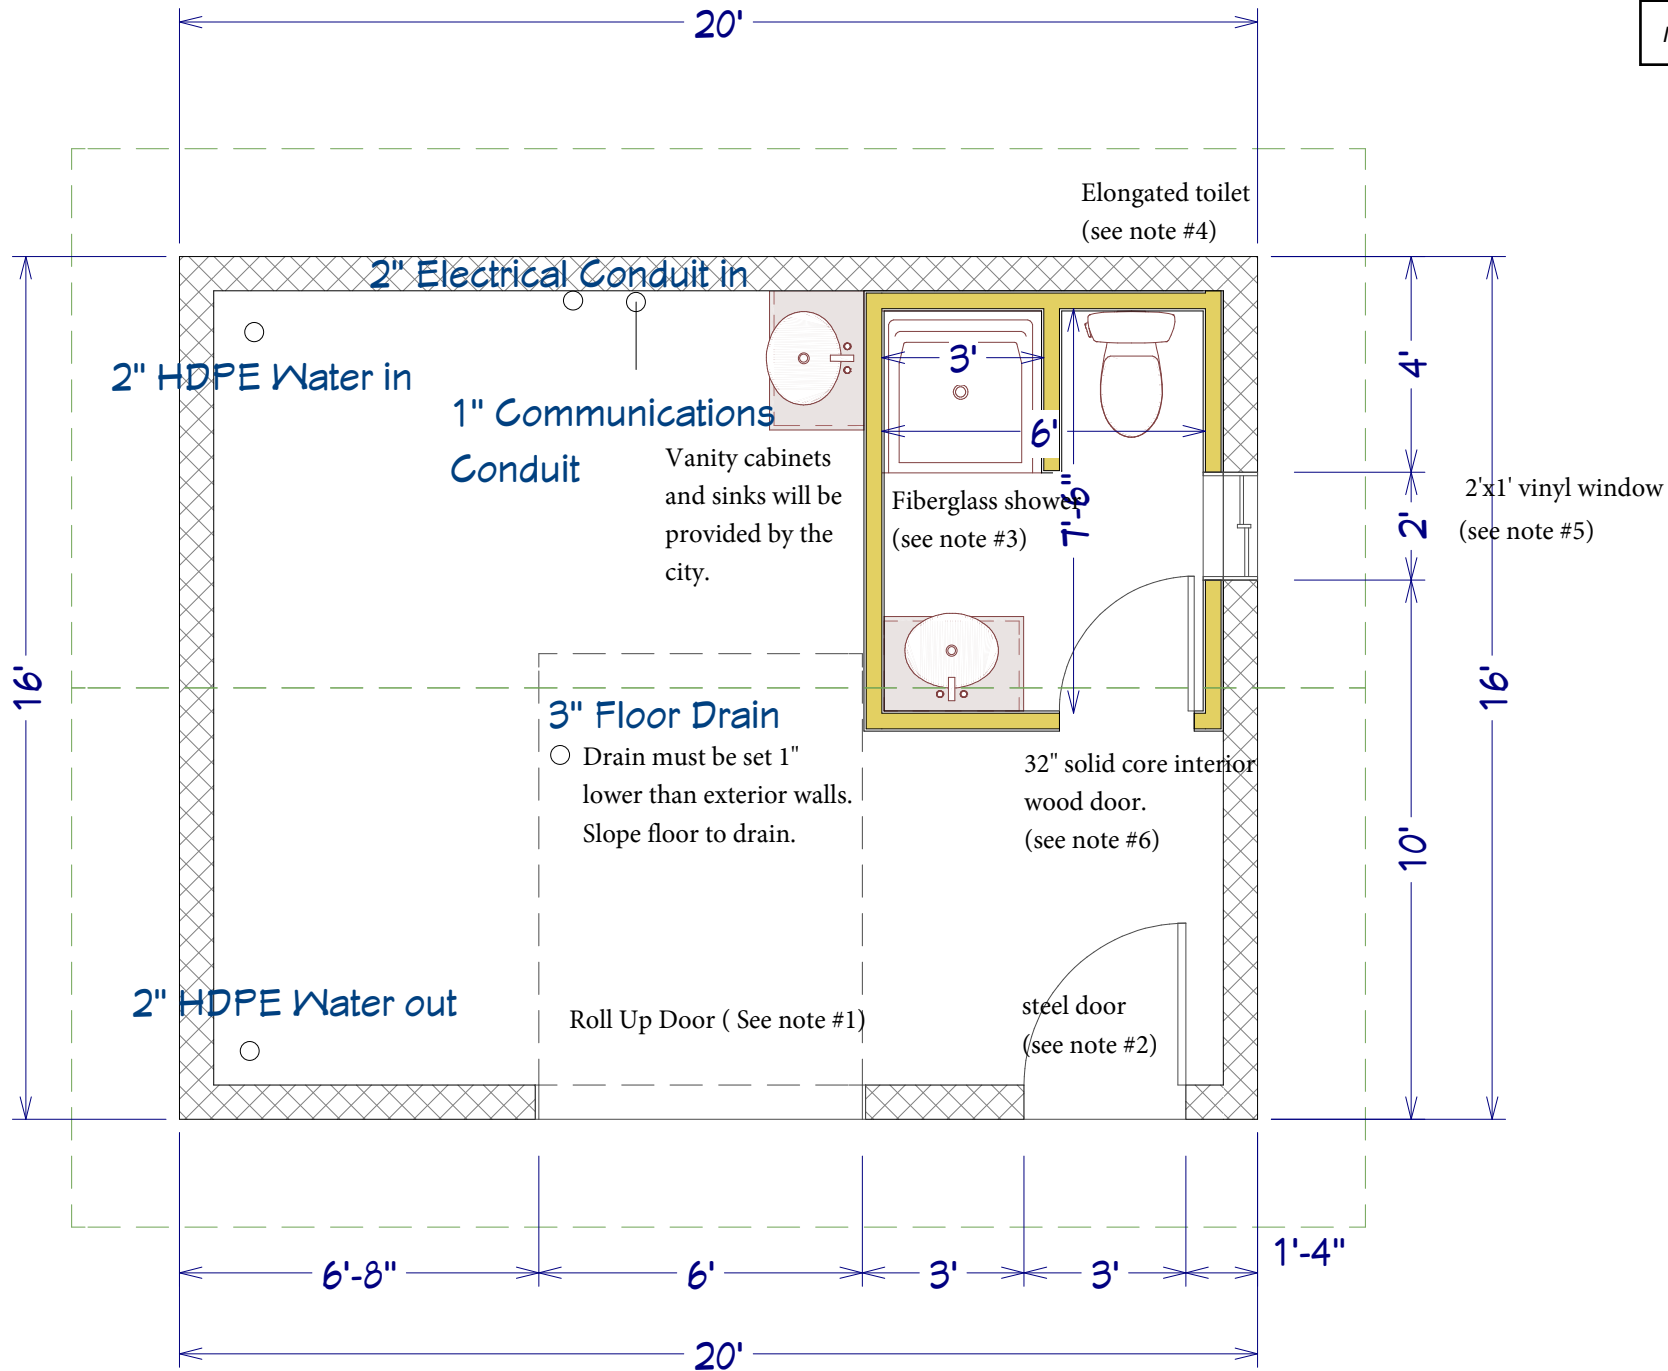 20'
Elongated toilet
(see note #4)
2" Electrical Conduit in
2" HDPE Water in
1" Communications
Conduit
Vanity cabinets
and sinks will be
provided by the
city.
3'
6'
7'-6"
Fiberglass shower
(see note #3)
4'
2'
10'
16'
2'x1' vinyl window
(see note #5)
16'
3" Floor Drain
Drain must be set 1"
lower than exterior walls.
Slope floor to drain.
32" solid core interior
wood door.
(see note #6)
2" HDPE Water out
Roll Up Door ( See note #1)
steel door
(see note #2)
6'-8"
6'
3'
3'
1'-4"
20'